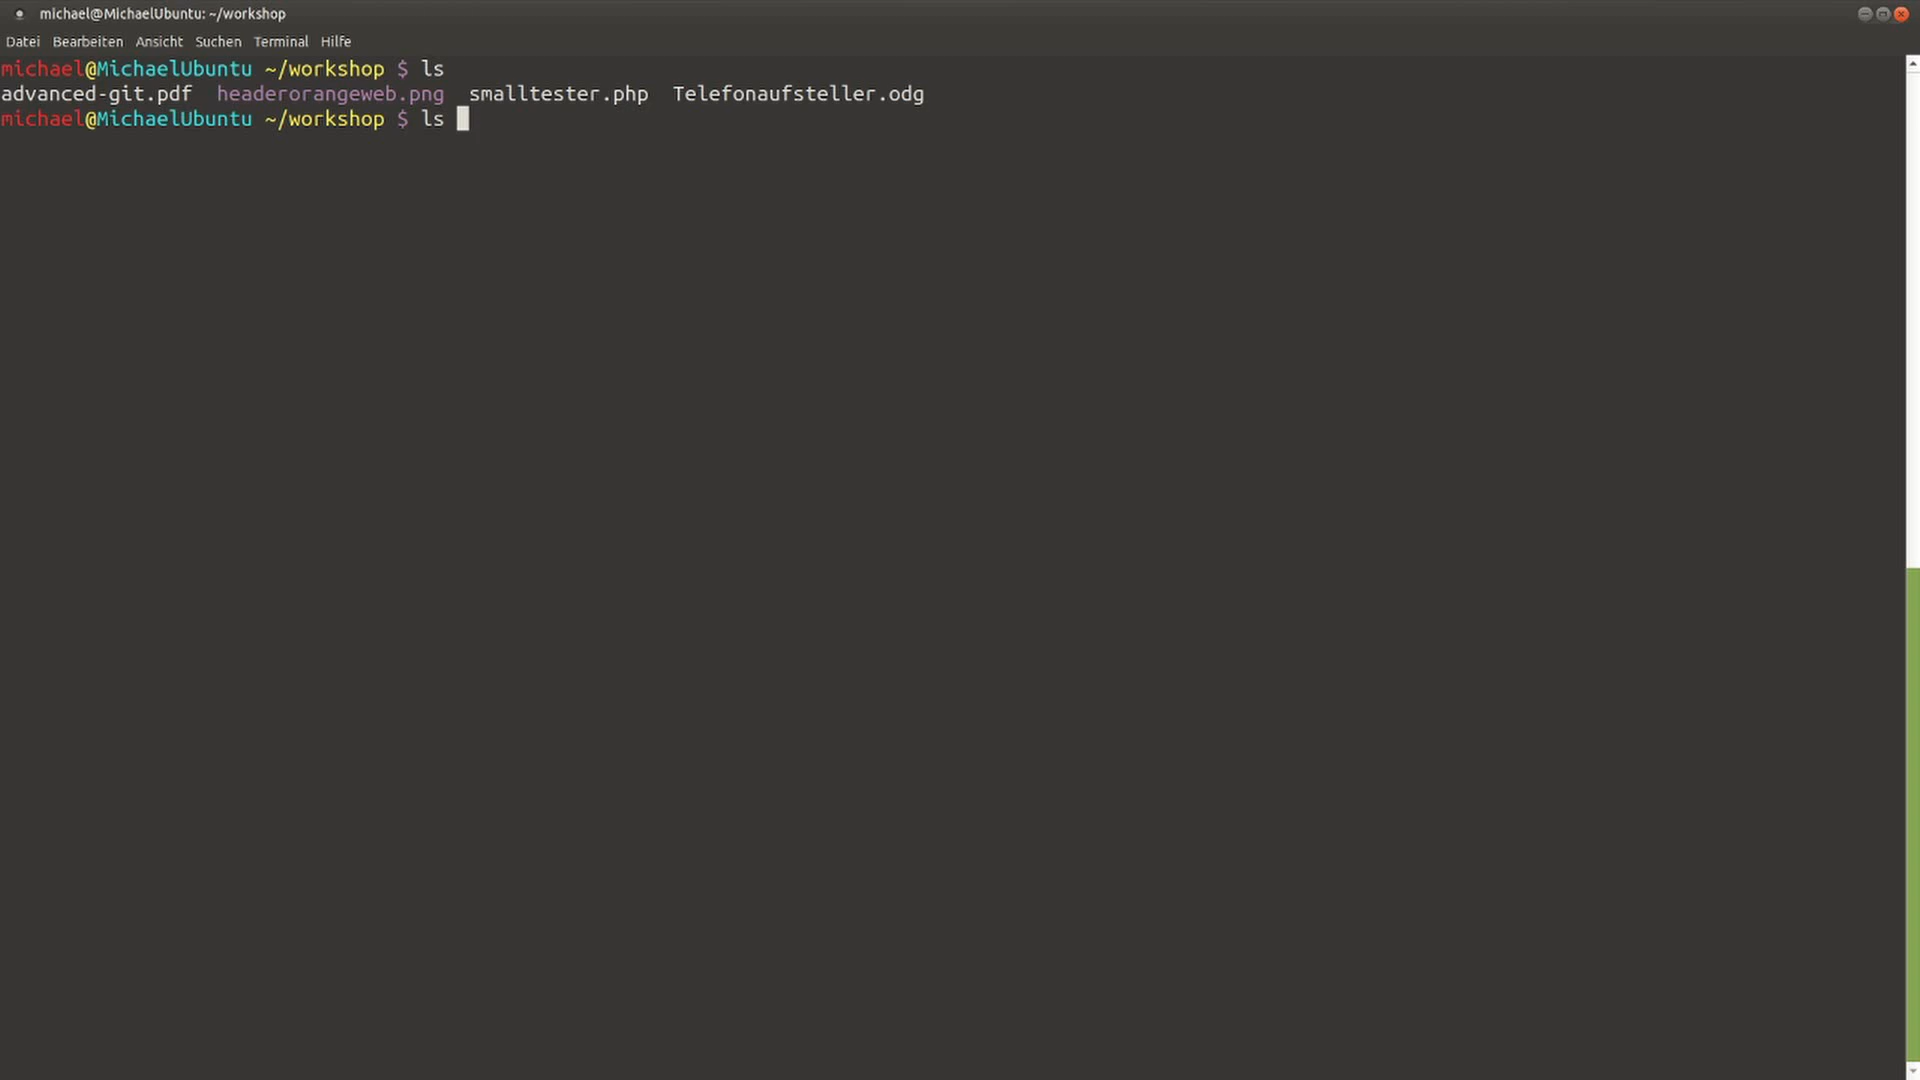 michael@MichaelUbuntu: ~/workshop
Datei Bearbeiten Ansicht Suchen Terminal Hilfe
michael@MichaelUbuntu ~/workshop $ ls
advanced-git.pdf  headerorangeweb.png  smalltester.php  Telefonaufsteller.odg
michael@MichaelUbuntu ~/workshop $ ls